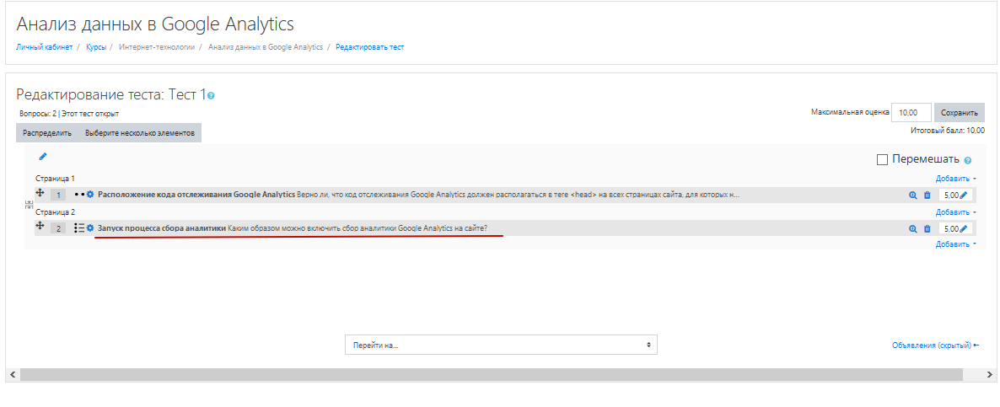 Анализ данных в Google Analytics
Личный кабинет / Курсы / Интернет-технологии / Анализ данных в Google Analytics / Редактировать тест
Редактирование теста: Тест 1
Вопросы: 2 | Этот тест открыт
Максимальная оценка 10,00 Сохранить
Распределить Выберите несколько элементов
Итоговый балл: 10,00
Перемешать
Страница 1
Добавить
1 Расположение кода отслеживания Google Analytics Верно ли, что код отслеживания Google Analytics должен располагаться в теге <head> на всех страницах сайта, для которых н... 5,00
Страница 2
Добавить
2 Запуск процесса сбора аналитики Каким образом можно включить сбор аналитики Google Analytics на сайте? 5,00
Добавить
Перейти на...
Объявления (скрытый) ←